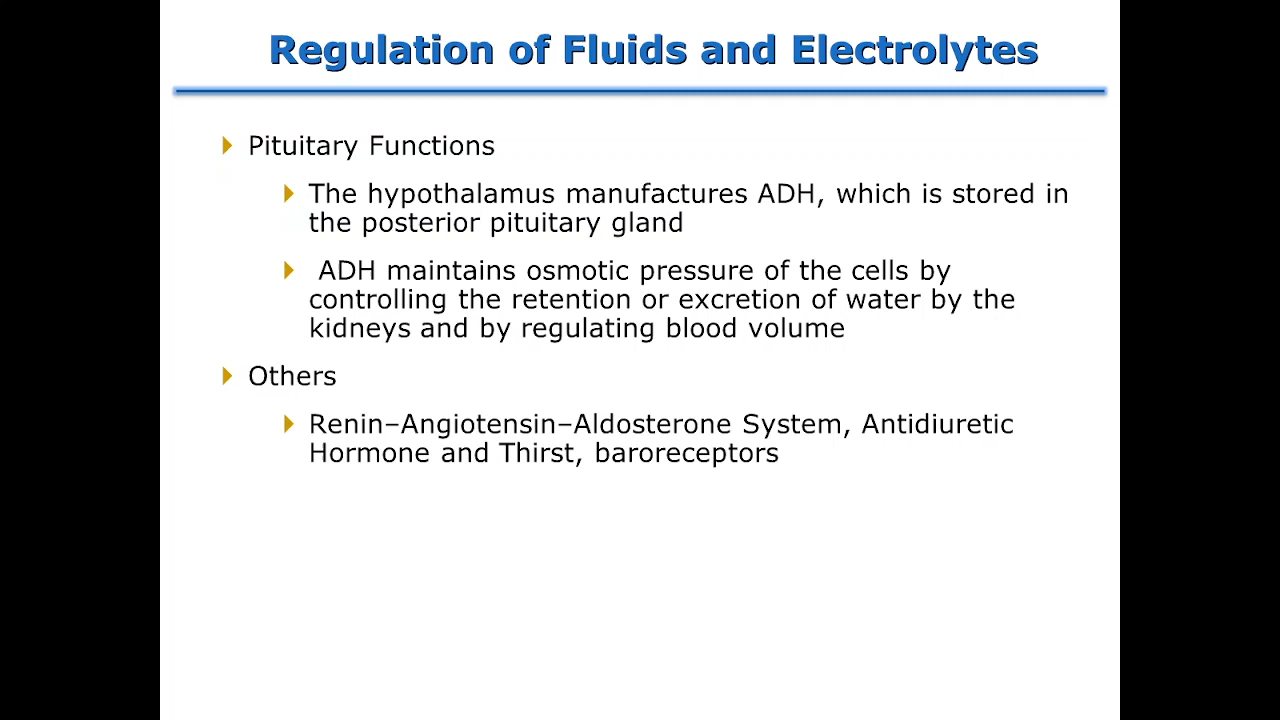 Regulation of Fluids and Electrolytes
Pituitary Functions
The hypothalamus manufactures ADH, which is stored in
the posterior pituitary gland
ADH maintains osmotic pressure of the cells by
controlling the retention or excretion of water by the
kidneys and by regulating blood volume
Others
Renin–Angiotensin–Aldosterone System, Antidiuretic
Hormone and Thirst, baroreceptors